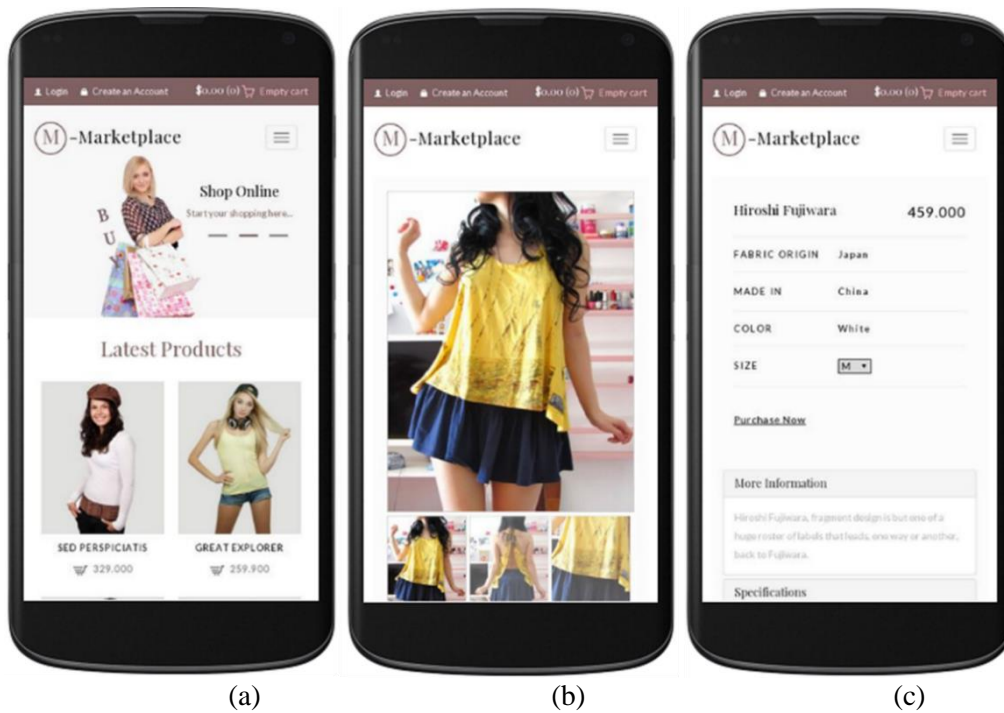 Login Create an Account $0.00 (0) Empty cart
M-Marketplace
B
U
Y
Shop Online
Start your shopping here...
Latest Products
SED PERSPICIATIS
329.000
GREAT EXPLORER
259.900
(a)
Login Create an Account $0.00 (0) Empty cart
M-Marketplace
(b)
Login Create an Account $0.00 (0) Empty cart
M-Marketplace
Hiroshi Fujiwara 459.000
FABRIC ORIGIN Japan
MADE IN China
COLOR White
SIZE M
Purchase Now
More Information
Hiroshi Fujiwara, fragment design is but one of a
huge roster of labels that leads, one way or another,
back to Fujiwara.
Specifications
(c)